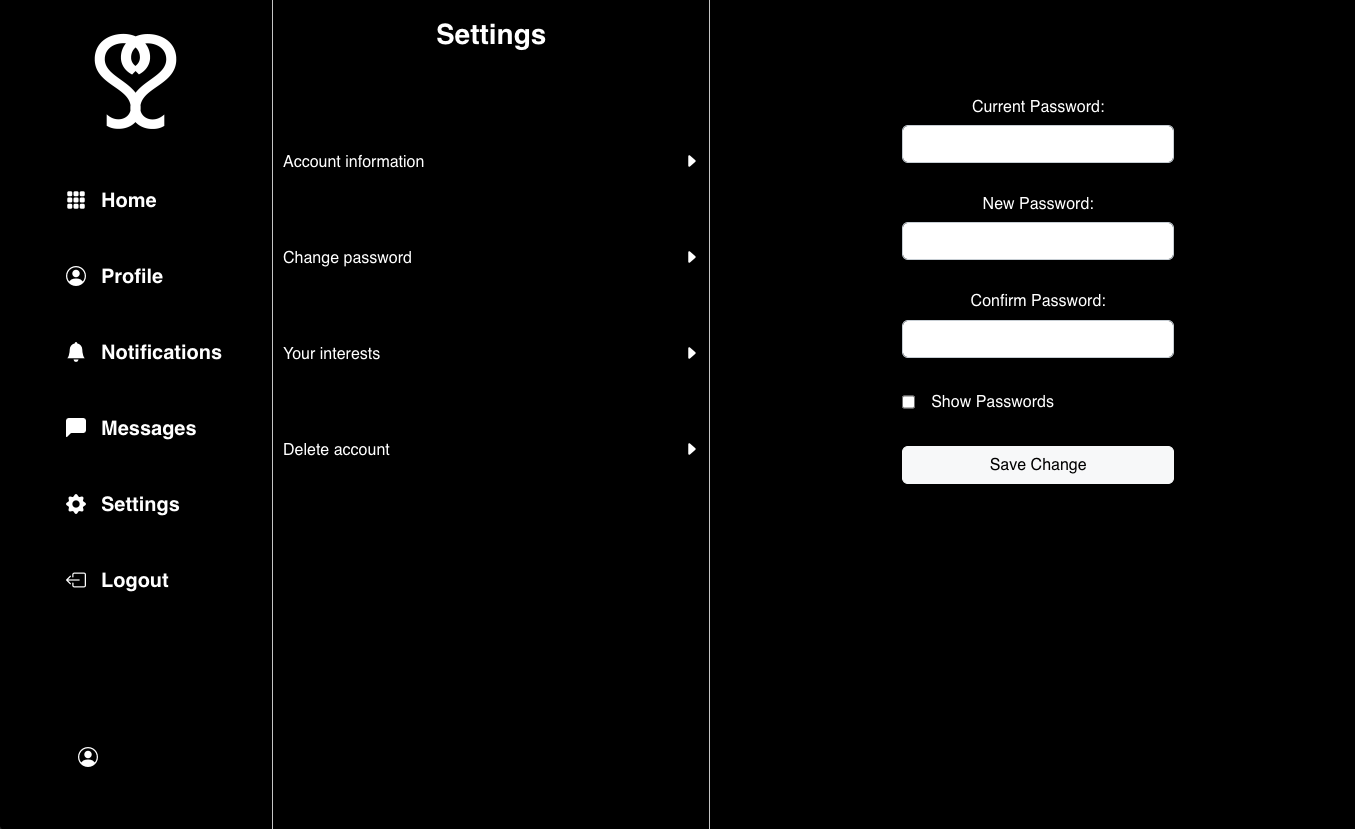 Home
Profile
Notifications
Messages
Settings
Logout
Settings
Account information
Change password
Your interests
Delete account
Current Password:
New Password:
Confirm Password:
Show Passwords
Save Change